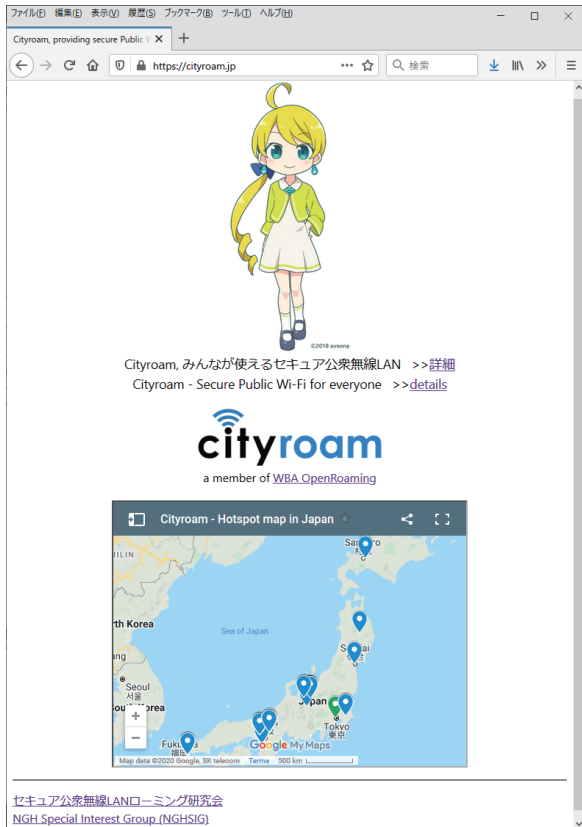 ファイル(F) 編集(E) 表示(V) 履歴(S) ブックマーク(B) ツール(T) ヘルプ(H)
Cityroam, providing secure Public
https://cityroam.jp
検索
©2018 pyeong
Cityroam, みんなが使えるセキュア公衆無線LAN >>詳細
Cityroam - Secure Public Wi-Fi for everyone >>details
cityroam
a member of WBA OpenRoaming
Cityroam - Hotspot map in Japan
JILIN
rth Korea
Sea of Japan
Seoul
서울
Japan
Tokyo
東京
Google My Maps
Map data ©2020 Google, SK telecom Terms 500 km
セキュア公衆無線LANローミング研究会
NGH Special Interest Group (NGHSIG)